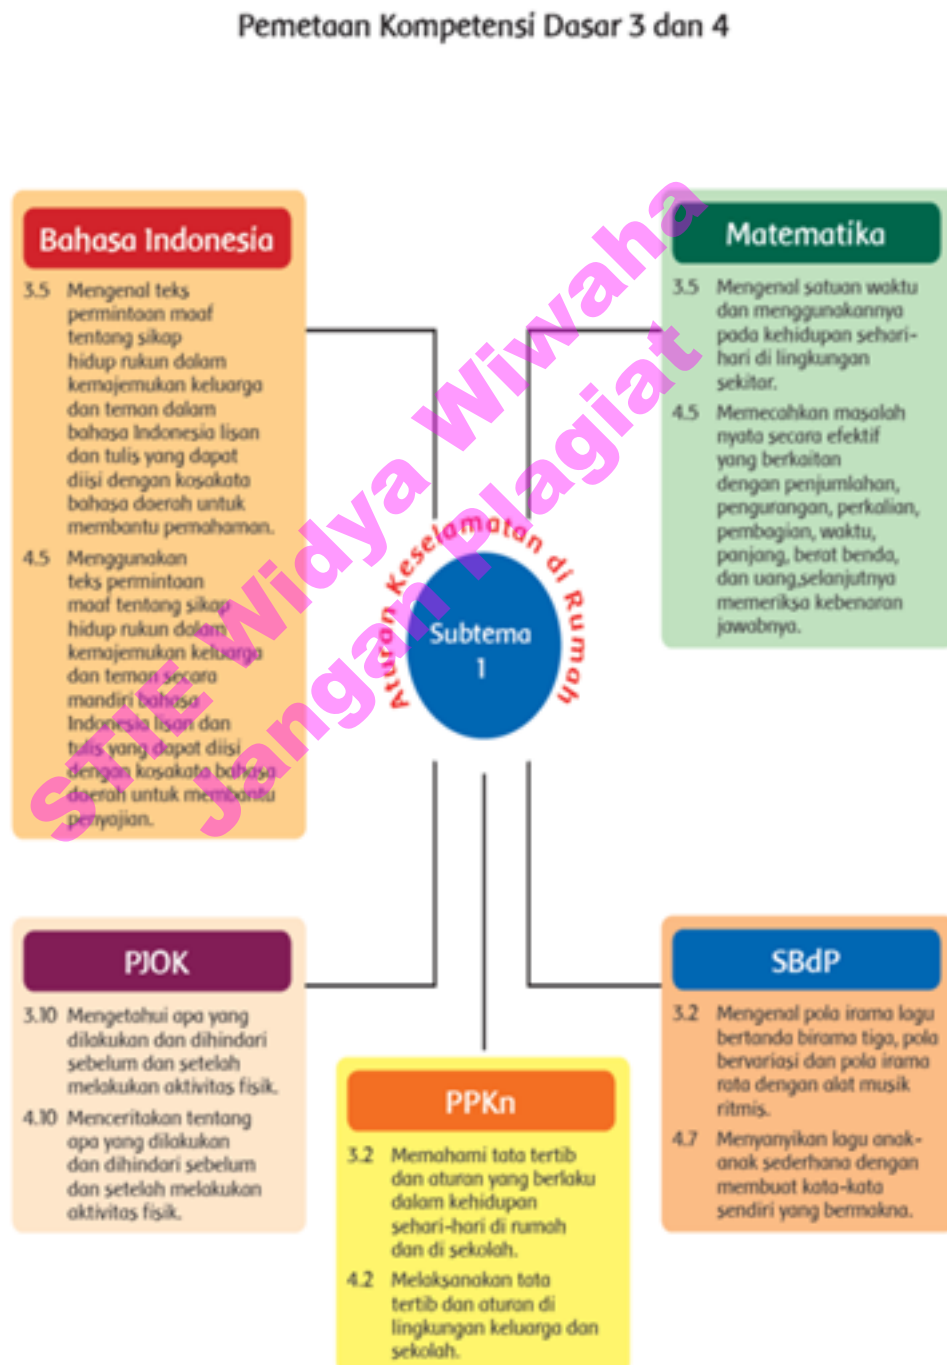 Pemetaan Kompetensi Dasar 3 dan 4
Bahasa Indonesia
3.5 Mengenal teks
permintaan maaf
tentang sikap
hidup rukun dalam
kemajemukan keluarga
dan teman dalam
bahasa Indonesia lisan
dan tulis yang dapat
diisi dengan kosakata
bahasa daerah untuk
membantu pemahaman.
4.5 Menggunakan
teks permintaan
maaf tentang sikap
hidup rukun dalam
kemajemukan keluarga
dan teman secara
mandiri bahasa
Indonesia lisan dan
tulis yang dapat diisi
dengan kosakata bahasa
daerah untuk membantu
penyajian.
Matematika
3.5 Mengenal satuan waktu
dan menggunakannya
pada kehidupan sehari-
hari di lingkungan
sekitar.
4.5 Memecahkan masalah
nyata secara efektif
yang berkaitan
dengan penjumlahan,
pengurangan, perkalian,
pembagian, waktu,
panjang, berat benda,
dan uang,selanjutnya
memeriksa kebenaran
jawabnya.
Aturan Keselamatan di Rumah
Subtema
1
PJOK
3.10 Mengetahui apa yang
dilakukan dan dihindari
sebelum dan setelah
melakukan aktivitas fisik.
4.10 Menceritakan tentang
apa yang dilakukan
dan dihindari sebelum
dan setelah melakukan
aktivitas fisik.
PPKn
3.2 Memahami tata tertib
dan aturan yang berlaku
dalam kehidupan
sehari-hari di rumah
dan di sekolah.
4.2 Melaksanakan tata
tertib dan aturan di
lingkungan keluarga dan
sekolah.
SBdP
3.2 Mengenal pola irama lagu
bertanda birama tiga, pola
bervariasi dan pola irama
rata dengan alat musik
ritmis.
4.7 Menyanyikan lagu anak-
anak sederhana dengan
membuat kata-kata
sendiri yang bermakna.
STIE Widya Wiwaha
Jangan Plagiat